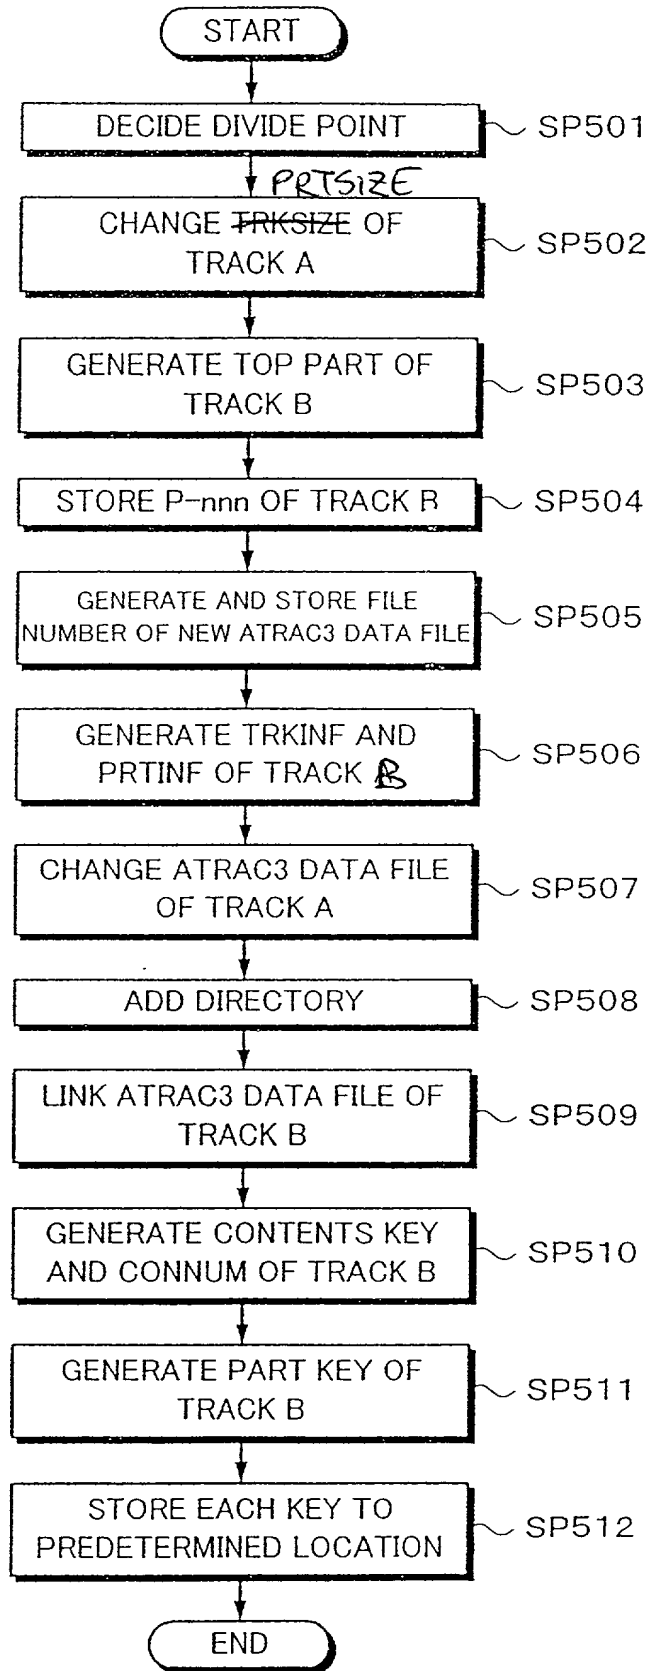 START
DECIDE DIVIDE POINT
SP501
PRTSIZE
CHANGE TRKSIZE OF
TRACK A
SP502
GENERATE TOP PART OF
TRACK B
SP503
STORE P-nnn OF TRACK B
SP504
GENERATE AND STORE FILE
NUMBER OF NEW ATRAC3 DATA FILE
SP505
GENERATE TRKINF AND
PRTINF OF TRACK B
SP506
CHANGE ATRAC3 DATA FILE
OF TRACK A
SP507
ADD DIRECTORY
SP508
LINK ATRAC3 DATA FILE OF
TRACK B
SP509
GENERATE CONTENTS KEY
AND CONNUM OF TRACK B
SP510
GENERATE PART KEY OF
TRACK B
SP511
STORE EACH KEY TO
PREDETERMINED LOCATION
SP512
END